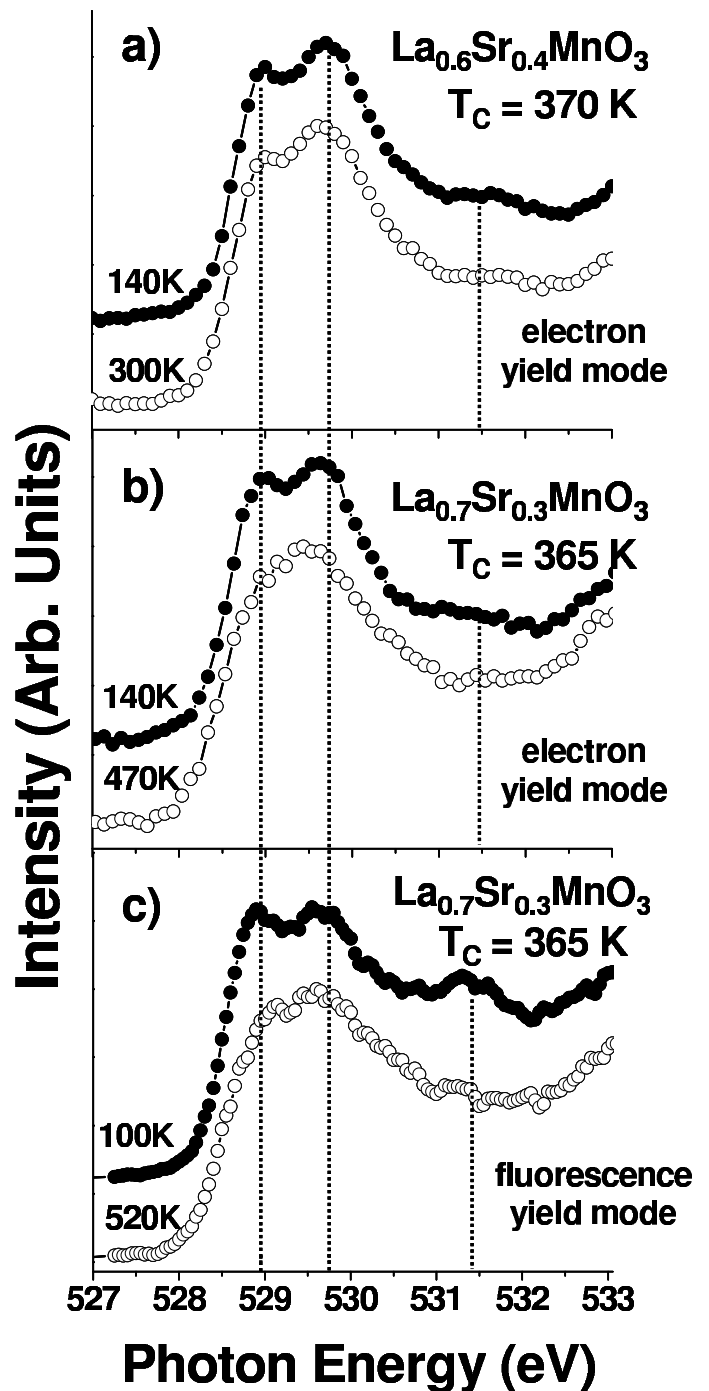 a)
La0.6Sr0.4MnO3
TC = 370 K
140K
300K
electron
yield mode
b)
La0.7Sr0.3MnO3
TC = 365 K
140K
470K
electron
yield mode
c)
La0.7Sr0.3MnO3
TC = 365 K
100K
520K
fluorescence
yield mode
Intensity (Arb. Units)
527 528 529 530 531 532 533
Photon Energy (eV)